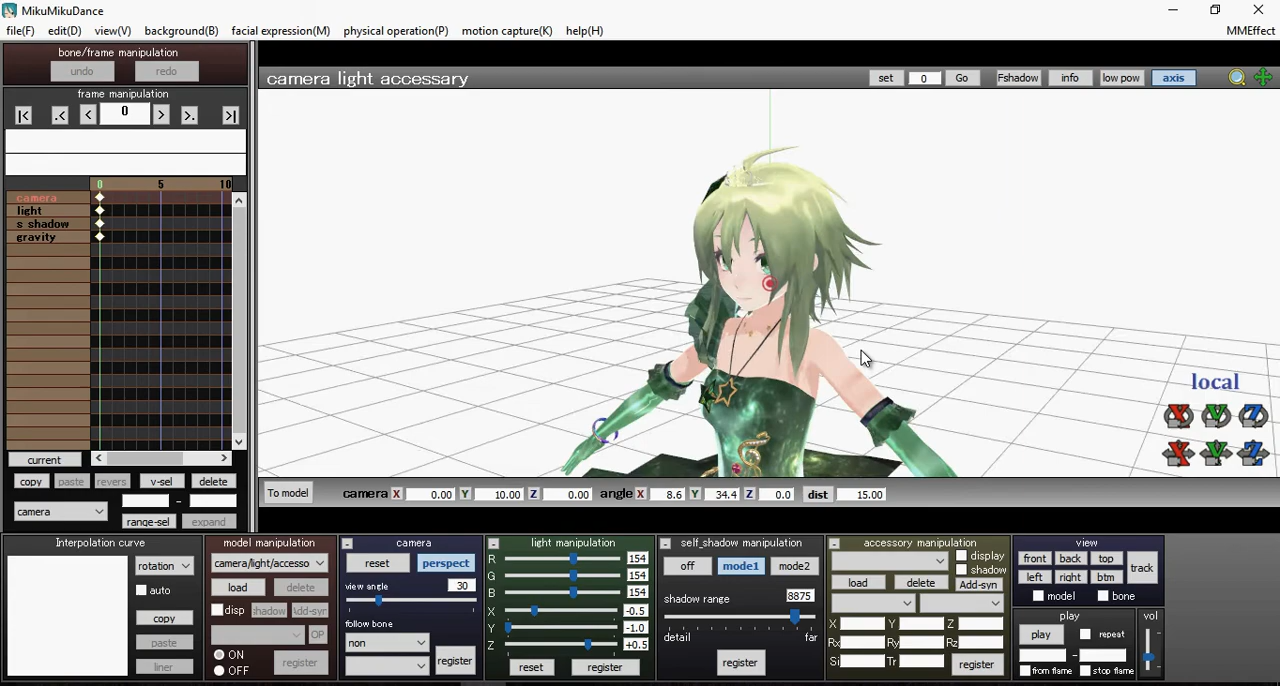 MikuMikuDance
file(F) edit(D) view(V) background(B) facial expression(M) physical operation(P) motion capture(K) help(H) MMEffect
bone/frame manipulation
undo redo
frame manipulation
|< .< < 0 > >. >|
0 5 10
camera
light
s shadow
gravity
current
copy paste revers v-sel delete
camera -
range-sel expand
camera light accessary set 0 Go Fshadow info low pow axis
local
X Y Z
X Y Z
To model camera X 0.00 Y 10.00 Z 0.00 angle X 8.6 Y 34.4 Z 0.0 dist 15.00
Interpolation curve
rotation
auto
copy
paste
liner
model manipulation
camera/light/accesso
load delete
disp shadow Add-syn
OP
ON
OFF
register
- camera
reset perspect
view angle 30
follow bone
non
register
- light manipulation
R 154
G 154
B 154
X -0.5
Y -1.0
Z +0.5
reset register
- self_shadow manipulation
off mode1 mode2
shadow range 8875
detail far
register
- accessory manipulation
display
shadow
load delete Add-syn
X Y Z
Rx Ry Rz
Si Tr register
view
front back top
left right btm
track
model bone
play
play repeat
-
from flame stop flame
vol